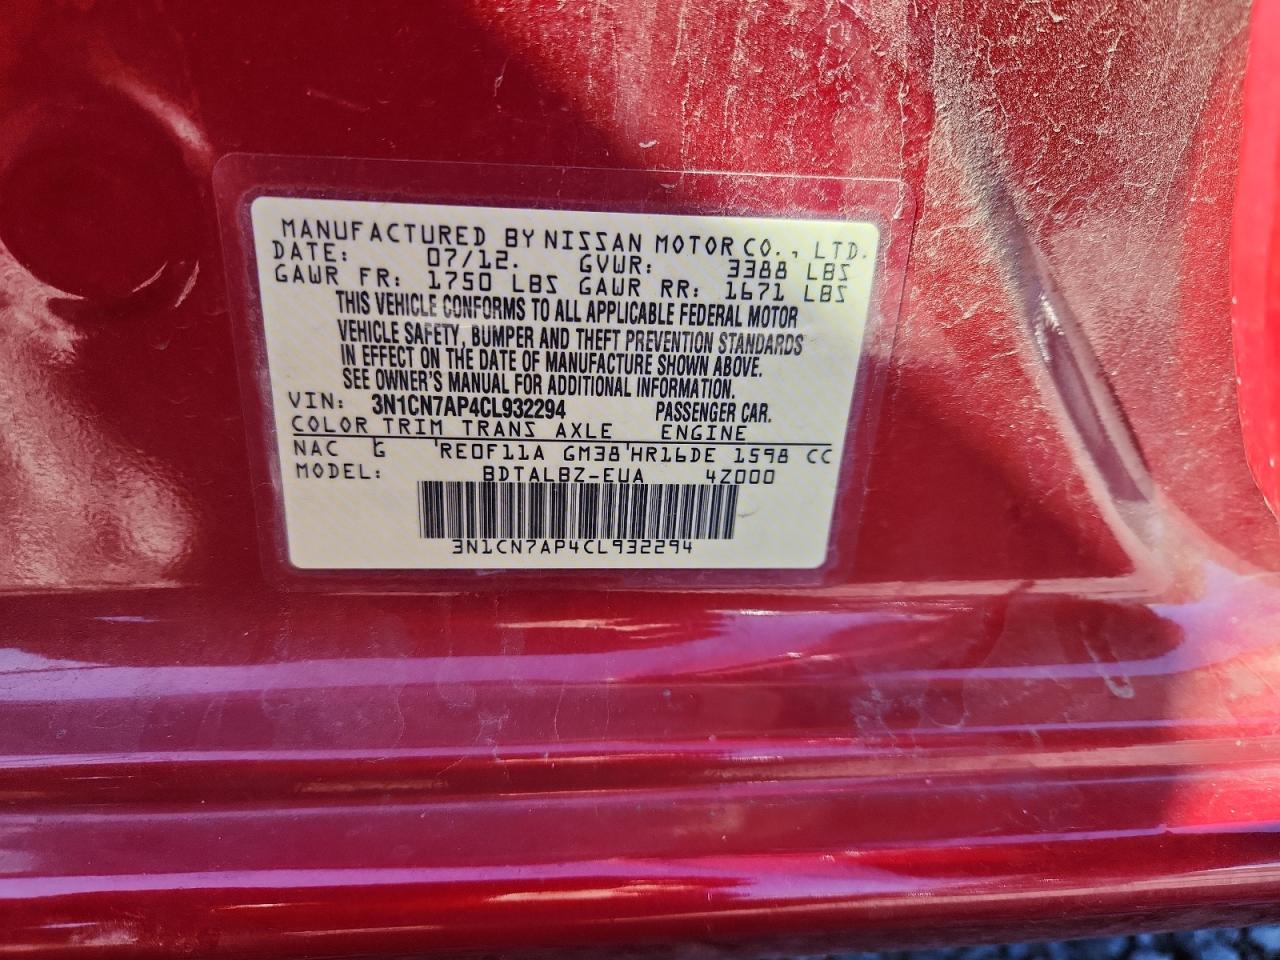 MANUFACTURED BY NISSAN MOTOR CO., LTD.
DATE: 07/12. GVWR: 3388 LBS
GAWR FR: 1750 LBS GAWR RR: 1671 LBS
THIS VEHICLE CONFORMS TO ALL APPLICABLE FEDERAL MOTOR
VEHICLE SAFETY, BUMPER AND THEFT PREVENTION STANDARDS
IN EFFECT ON THE DATE OF MANUFACTURE SHOWN ABOVE.
SEE OWNER'S MANUAL FOR ADDITIONAL INFORMATION.
VIN: 3N1CN7AP4CL932294 PASSENGER CAR.
COLOR TRIM TRANS AXLE ENGINE
NAC G 'RE0F11A GM38'HR16DE 1598 CC
MODEL: BDTALBZ-EUA 4Z000
3N1CN7AP4CL932294